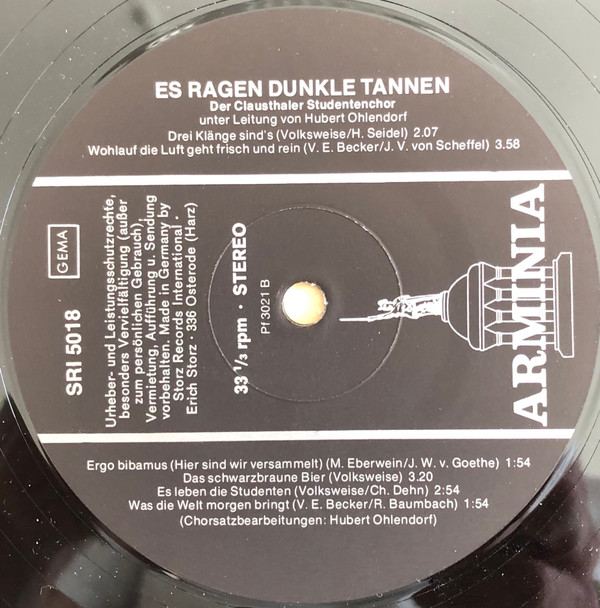 ES RAGEN DUNKLE TANNEN
Der Clausthaler Studentenchor
unter Leitung von Hubert Ohlendorf
Drei Klänge sind's (Volksweise/H. Seidel) 2.07
Wohlauf die Luft geht frisch und rein (V. E. Becker/J. V. von Scheffel) 3.58
GEMA
SRI 5018
Urheber- und Leistungsschutzrechte,
besonders Vervielfältigung (außer
zum persönlichen Gebrauch),
Vermietung, Aufführung u. Sendung
vorbehalten. Made in Germany by
Storz Records International ·
Erich Storz · 336 Osterode (Harz)
33 1/3 rpm · STEREO
Pf 3021 B
ARMINIA
Ergo bibamus (Hier sind wir versammelt) (M. Eberwein/J. W. v. Goethe) 1:54
Das schwarzbraune Bier (Volksweise) 3.20
Es leben die Studenten (Volksweise/Ch. Dehn) 2:54
Was die Welt morgen bringt (V. E. Becker/R. Baumbach) 1:54
(Chorsatzbearbeitungen: Hubert Ohlendorf)